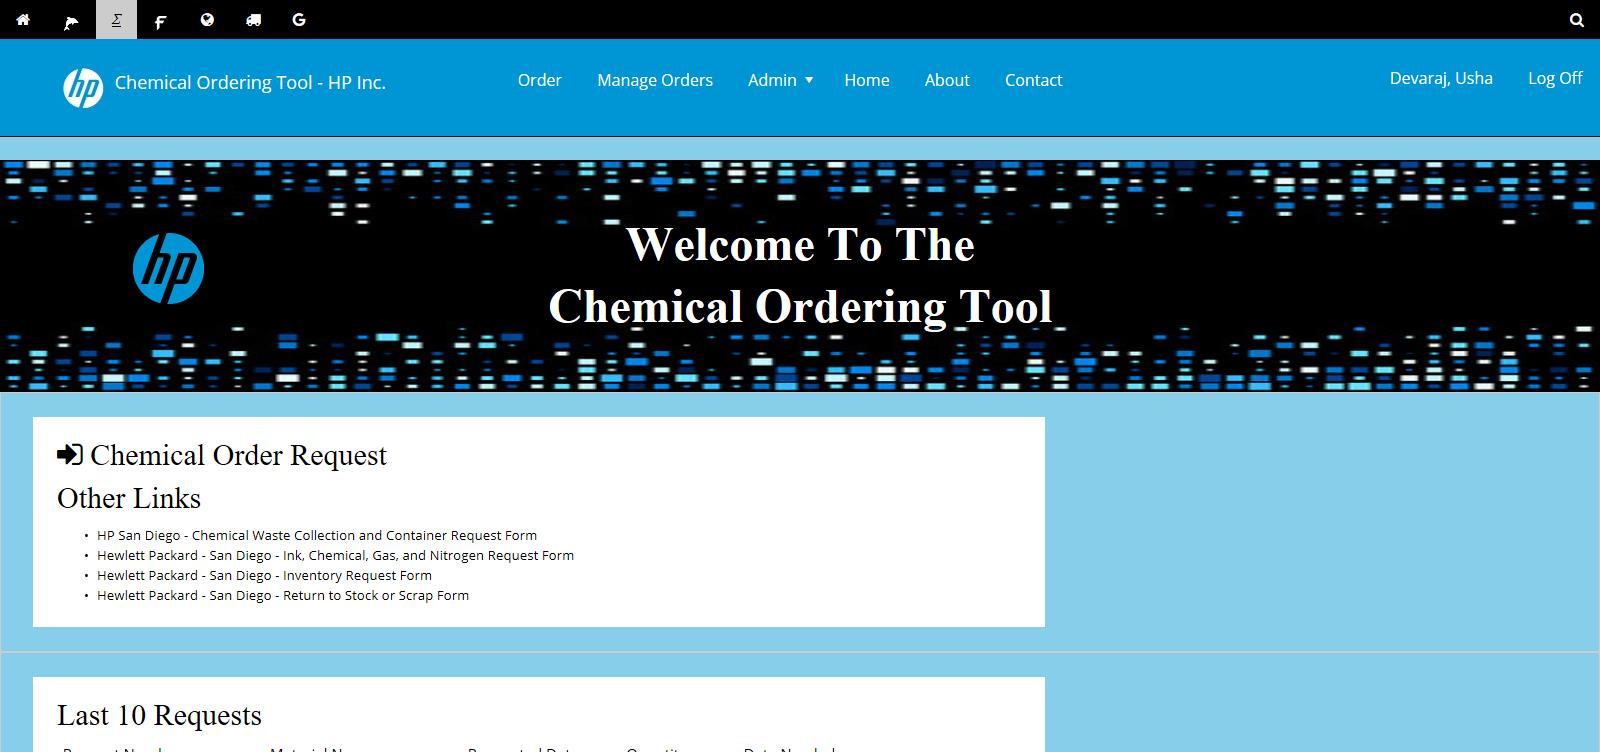 Σ F G
hp Chemical Ordering Tool - HP Inc. Order Manage Orders Admin Home About Contact Devaraj, Usha Log Off
hp
Welcome To The
Chemical Ordering Tool
Chemical Order Request
Other Links
• HP San Diego - Chemical Waste Collection and Container Request Form
• Hewlett Packard - San Diego - Ink, Chemical, Gas, and Nitrogen Request Form
• Hewlett Packard - San Diego - Inventory Request Form
• Hewlett Packard - San Diego - Return to Stock or Scrap Form
Last 10 Requests